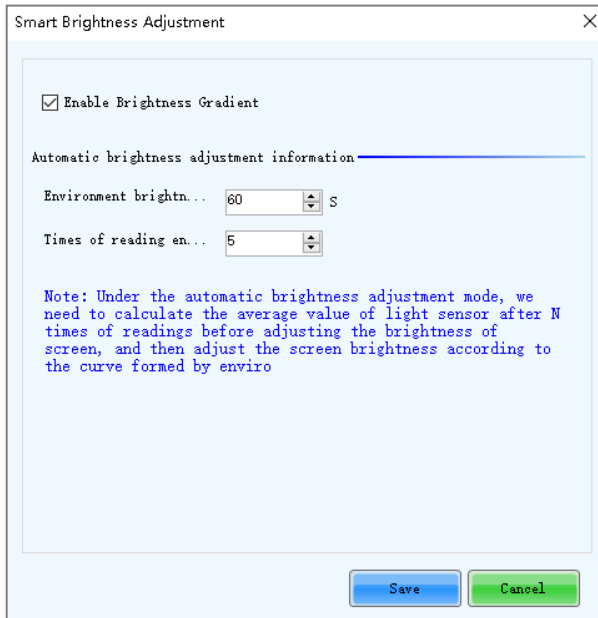 Smart Brightness Adjustment
Enable Brightness Gradient
Automatic brightness adjustment information
Environment brightn... 60 S
Times of reading en... 5
Note: Under the automatic brightness adjustment mode, we
need to calculate the average value of light sensor after N
times of readings before adjusting the brightness of
screen, and then adjust the screen brightness according to
the curve formed by enviro
Save Cancel